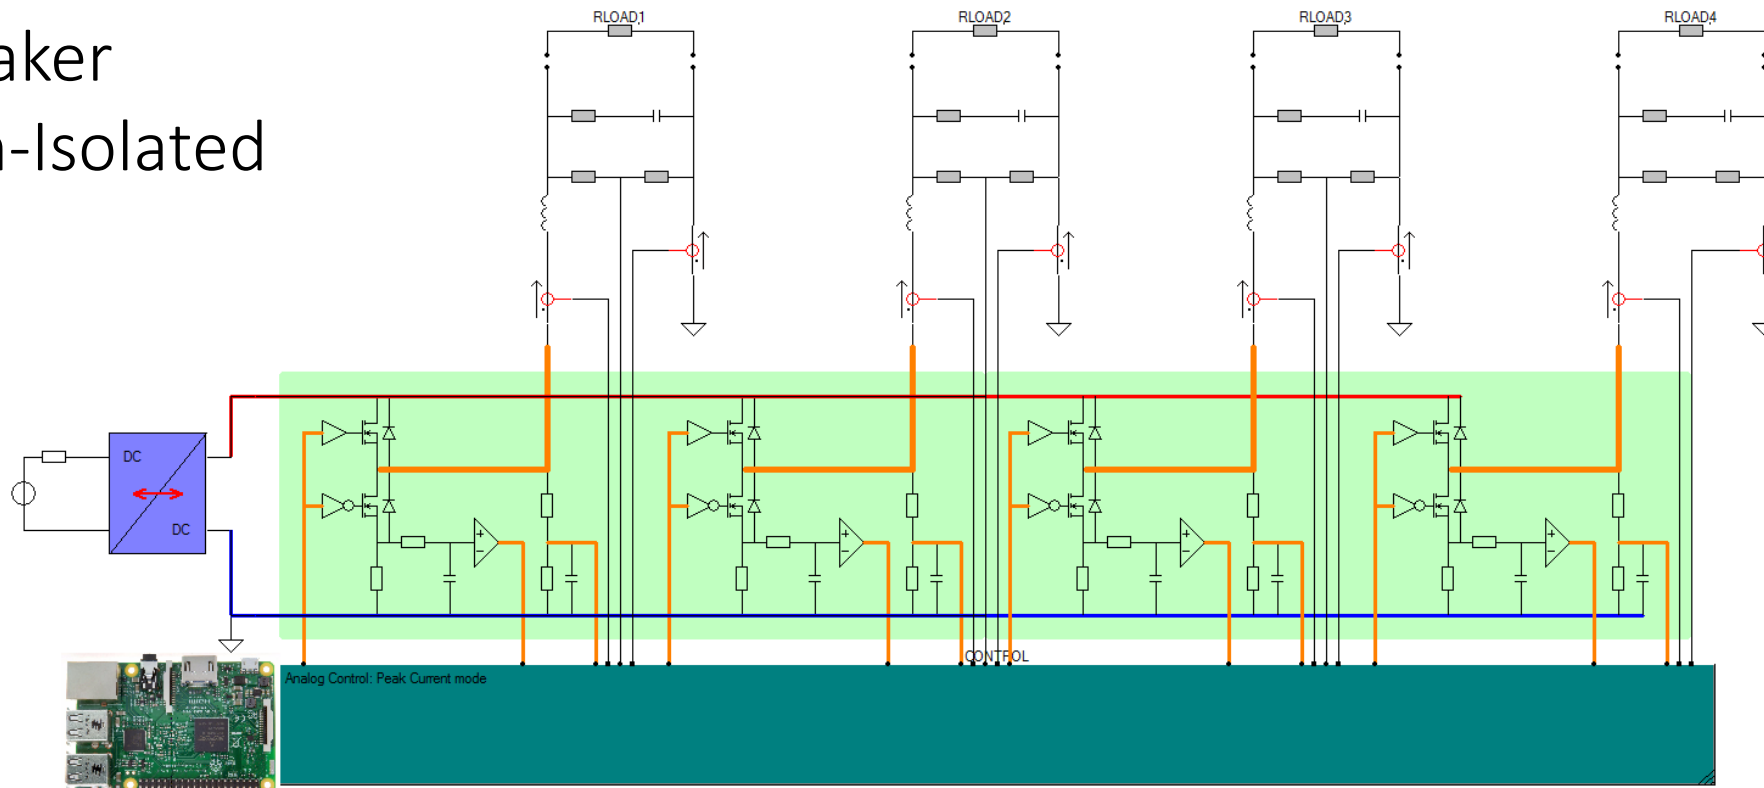 aker
n-Isolated
RLOAD1
RLOAD2
RLOAD3
RLOAD4
DC
DC
CONTROL
Analog Control: Peak Current mode